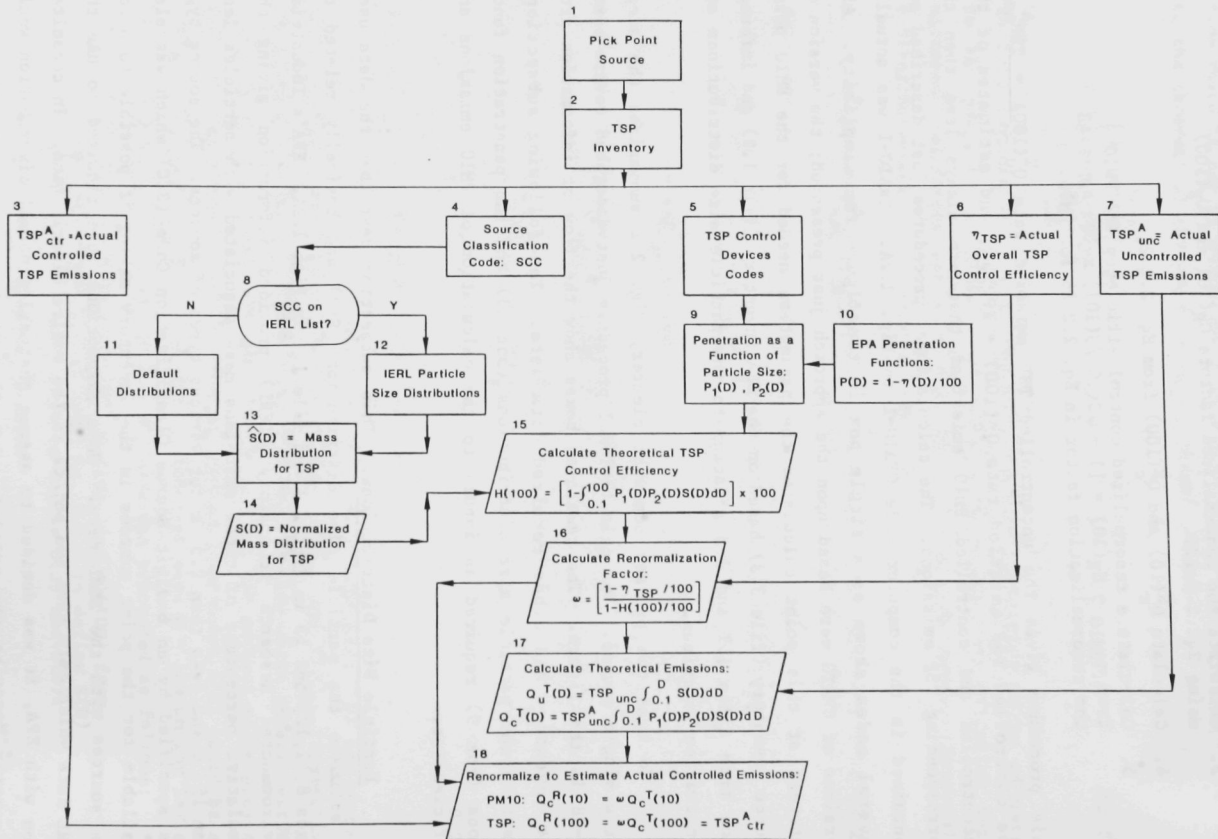 1
Pick Point
Source
2
TSP
Inventory
3
TSP^A_ctr = Actual
Controlled
TSP Emissions
4
Source
Classification
Code: SCC
5
TSP Control
Devices
Codes
6
η_TSP = Actual
Overall TSP
Control Efficiency
7
TSP^A_unc = Actual
Uncontrolled
TSP Emissions
8
SCC on
IERL List?
N
Y
9
Penetration as a
Function of
Particle Size:
P₁(D) , P₂(D)
10
EPA Penetration
Functions:
P(D) = 1-η(D)/100
11
Default
Distributions
12
IERL Particle
Size Distributions
13
Ŝ(D) = Mass
Distribution
for TSP
14
S(D) = Normalized
Mass Distribution
for TSP
15
Calculate Theoretical TSP
Control Efficiency
H(100) = [1-∫_0.1^100 P₁(D)P₂(D)S(D)dD] x 100
16
Calculate Renormalization
Factor:
ω = [(1-η_TSP/100)/(1-H(100)/100)]
17
Calculate Theoretical Emissions:
Q_u^T(D) = TSP_unc ∫_0.1^D S(D)dD
Q_c^T(D) = TSP^A_unc ∫_0.1^D P₁(D)P₂(D)S(D)dD
18
Renormalize to Estimate Actual Controlled Emissions:
PM10: Q_c^R(10) = ωQ_c^T(10)
TSP: Q_c^R(100) = ωQ_c^T(100) = TSP^A_ctr